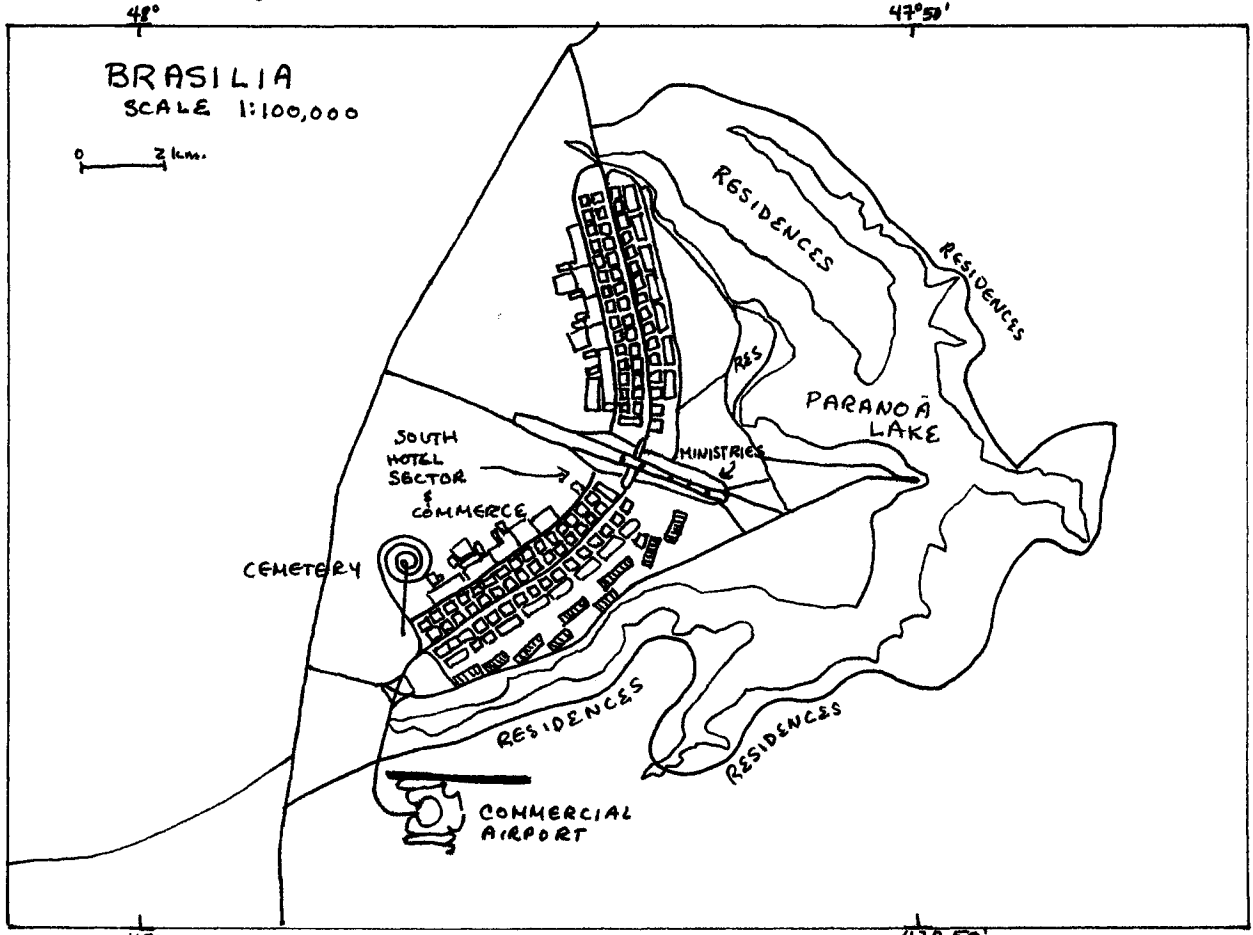 48°
47°50'
BRASILIA
SCALE 1:100,000
0 2 km.
RESIDENCES
RESIDENCES
RES
PARANOÃ
LAKE
SOUTH
HOTEL
SECTOR
&
COMMERCE
MINISTRIES
CEMETERY
RESIDENCES
RESIDENCES
COMMERCIAL
AIRPORT